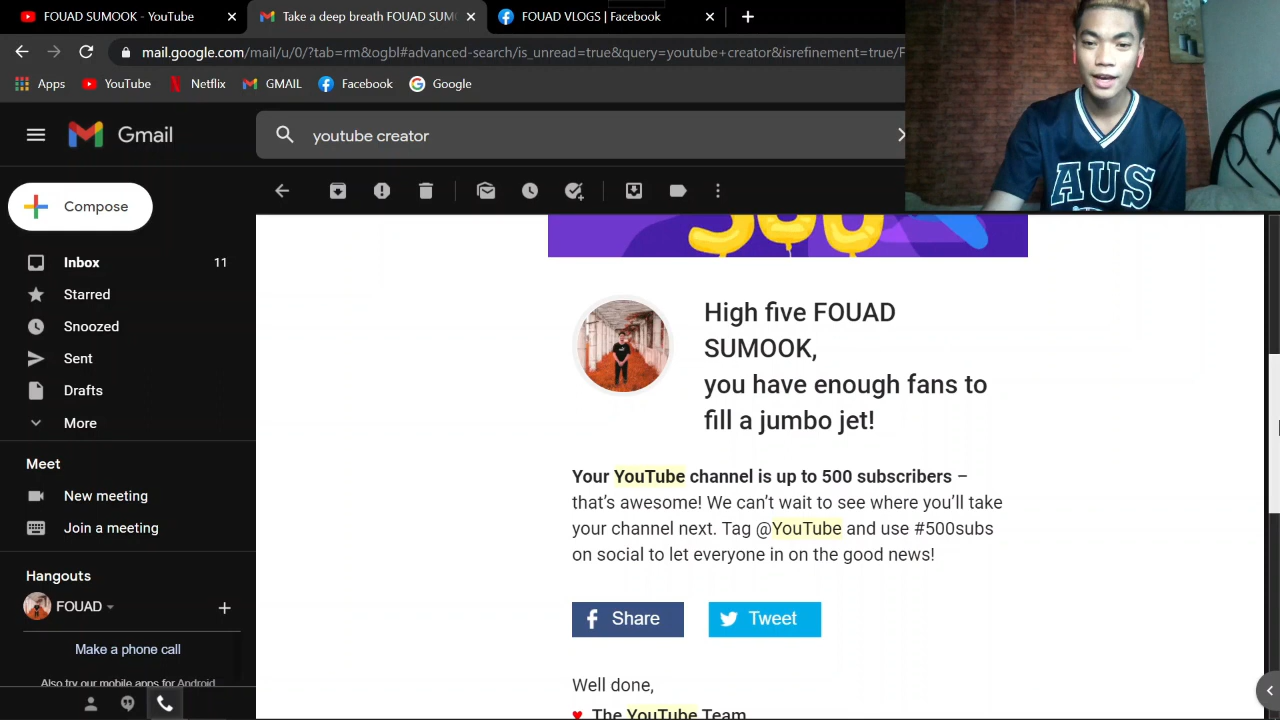 FOUAD SUMOOK - YouTube
Take a deep breath FOUAD SUM
FOUAD VLOGS | Facebook
mail.google.com/mail/u/0/?tab=rm&ogbl#advanced-search/is_unread=true&query=youtube+creator&isrefinement=true/F
Apps YouTube Netflix GMAIL Facebook Google
Gmail
youtube creator
Compose
Inbox 11
Starred
Snoozed
Sent
Drafts
More
Meet
New meeting
Join a meeting
Hangouts
FOUAD
Make a phone call
Also try our mobile apps for Android
500
High five FOUAD
SUMOOK,
you have enough fans to
fill a jumbo jet!
Your YouTube channel is up to 500 subscribers –
that's awesome! We can't wait to see where you'll take
your channel next. Tag @YouTube and use #500subs
on social to let everyone in on the good news!
Share Tweet
Well done,
The YouTube Team
AUS